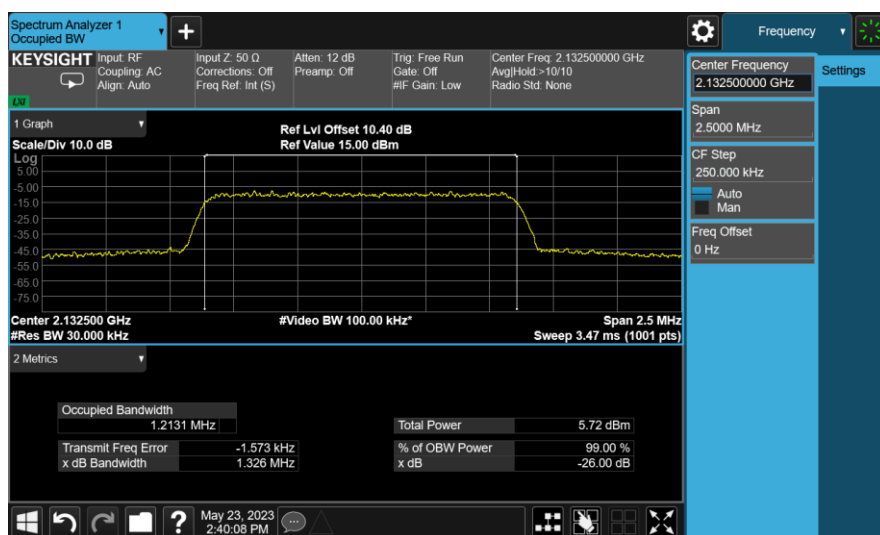 Spectrum Analyzer 1
Occupied BW
+
Frequency
KEYSIGHT
LXI
Input: RF
Coupling: AC
Align: Auto
Input Z: 50 Ω
Corrections: Off
Freq Ref: Int (S)
Atten: 12 dB
Preamp: Off
Trig: Free Run
Gate: Off
#IF Gain: Low
Center Freq: 2.132500000 GHz
Avg|Hold:>10/10
Radio Std: None
Center Frequency
2.132500000 GHz
Settings
Span
2.5000 MHz
CF Step
250.000 kHz
Auto
Man
Freq Offset
0 Hz
1 Graph
Scale/Div 10.0 dB
Ref Lvl Offset 10.40 dB
Ref Value 15.00 dBm
Log
5.00
-5.00
-15.0
-25.0
-35.0
-45.0
-55.0
-65.0
-75.0
Center 2.132500 GHz
#Video BW 100.00 kHz*
Span 2.5 MHz
#Res BW 30.000 kHz
Sweep 3.47 ms (1001 pts)
2 Metrics
Occupied Bandwidth
1.2131 MHz
Total Power 5.72 dBm
Transmit Freq Error -1.573 kHz
% of OBW Power 99.00 %
x dB Bandwidth 1.326 MHz
x dB -26.00 dB
?
May 23, 2023
2:40:08 PM